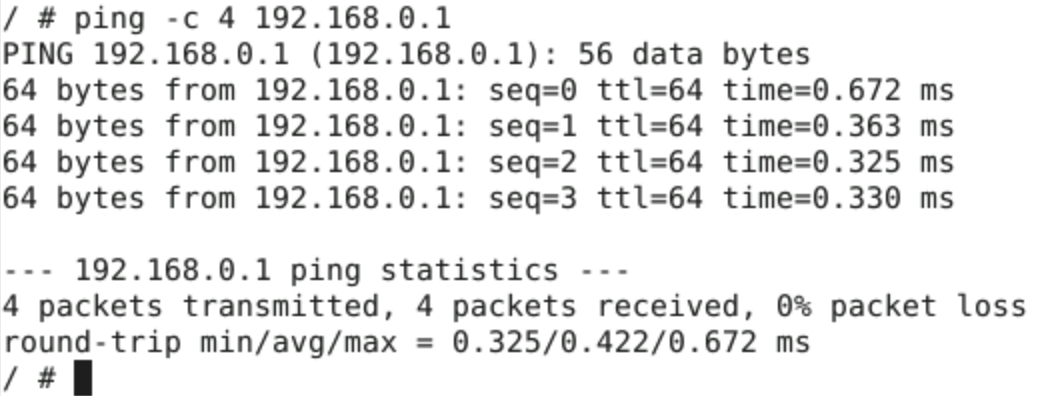 / # ping -c 4 192.168.0.1
PING 192.168.0.1 (192.168.0.1): 56 data bytes
64 bytes from 192.168.0.1: seq=0 ttl=64 time=0.672 ms
64 bytes from 192.168.0.1: seq=1 ttl=64 time=0.363 ms
64 bytes from 192.168.0.1: seq=2 ttl=64 time=0.325 ms
64 bytes from 192.168.0.1: seq=3 ttl=64 time=0.330 ms

--- 192.168.0.1 ping statistics ---
4 packets transmitted, 4 packets received, 0% packet loss
round-trip min/avg/max = 0.325/0.422/0.672 ms
/ #